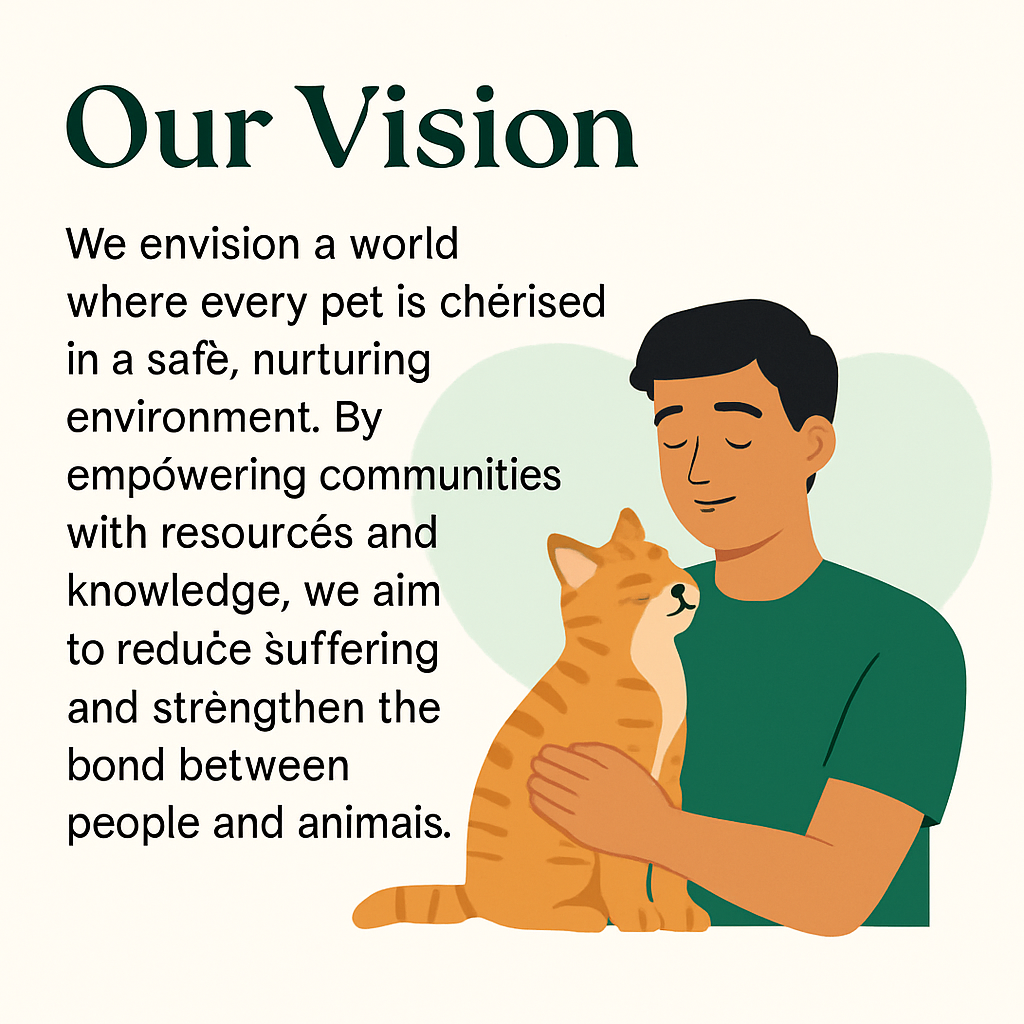 Our Vision
We envision a world
where every pet is chérised
in a safè, nurturing
environment. By
empówering communities
with resourcés and
knowledge, we aim
to reduċe s̀uffering
and strèngthen the
bond between
people and animais.